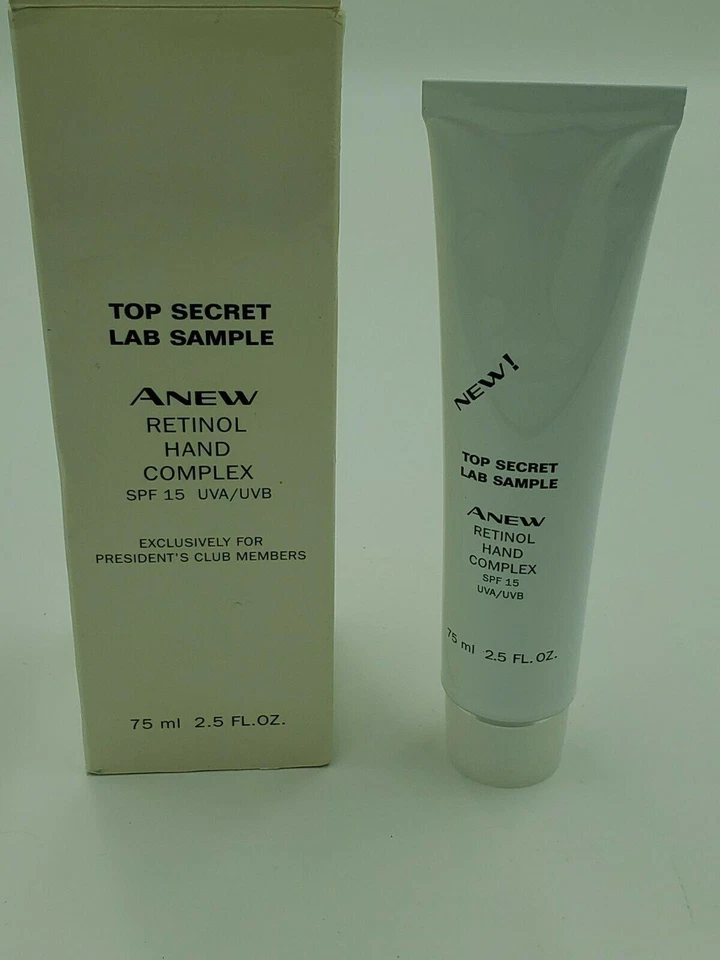 TOP SECRET
LAB SAMPLE
ANEW
RETINOL
HAND
COMPLEX
SPF 15 UVA/UVB
EXCLUSIVELY FOR
PRESIDENT'S CLUB MEMBERS
75 ml 2.5 FL.OZ.
NEW!
TOP SECRET
LAB SAMPLE
ANEW
RETINOL
HAND
COMPLEX
SPF 15
UVA/UVB
75 ml 2.5 FL.OZ.